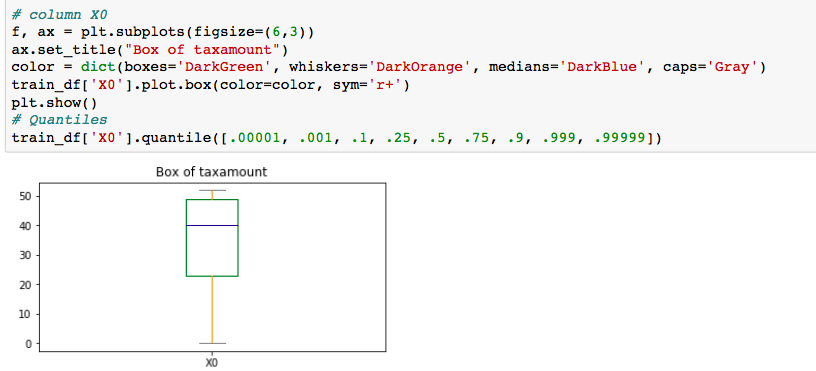 # column X0
f, ax = plt.subplots(figsize=(6,3))
ax.set_title("Box of taxamount")
color = dict(boxes='DarkGreen', whiskers='DarkOrange', medians='DarkBlue', caps='Gray')
train_df['X0'].plot.box(color=color, sym='r+')
plt.show()
# Quantiles
train_df['X0'].quantile([.00001, .001, .1, .25, .5, .75, .9, .999, .99999])
Box of taxamount
50
40
30
20
10
0
X0